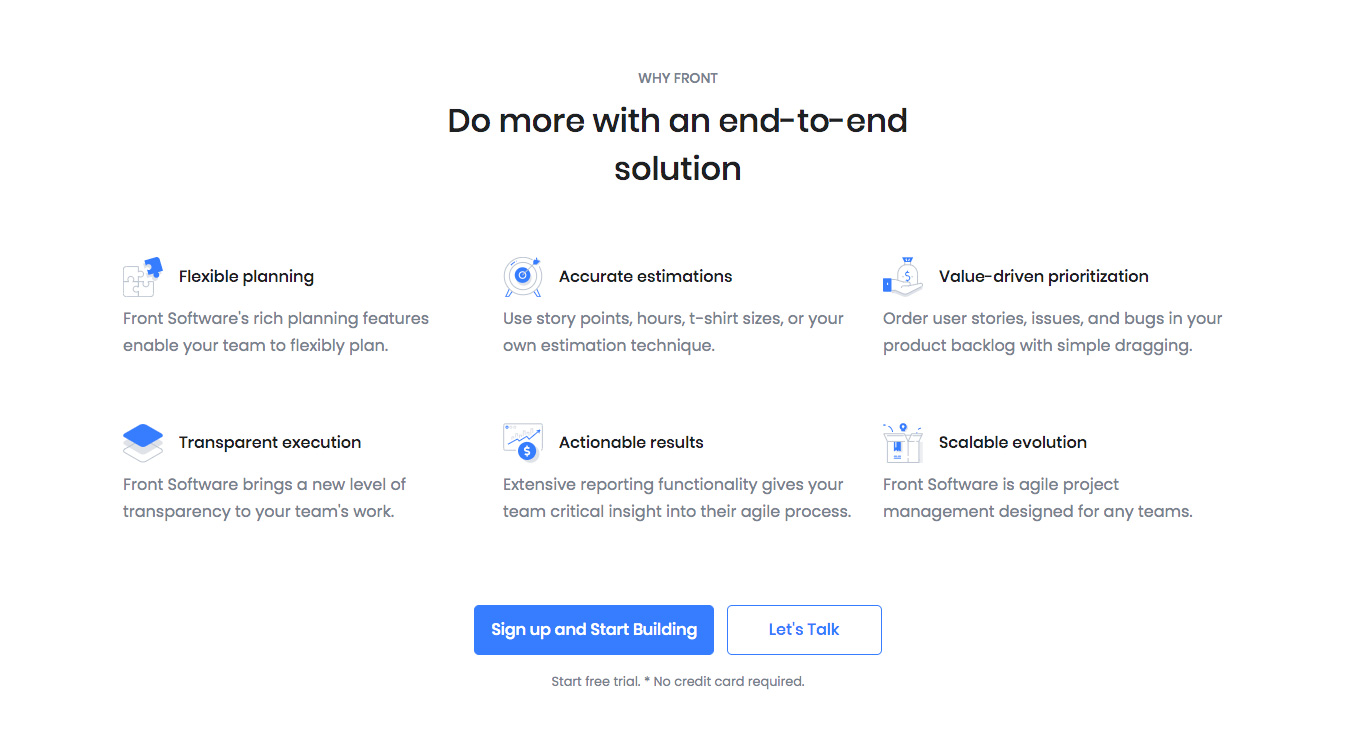 WHY FRONT
Do more with an end-to-end
solution
Flexible planning
Front Software's rich planning features
enable your team to flexibly plan.
Accurate estimations
Use story points, hours, t-shirt sizes, or your
own estimation technique.
Value-driven prioritization
Order user stories, issues, and bugs in your
product backlog with simple dragging.
Transparent execution
Front Software brings a new level of
transparency to your team's work.
Actionable results
Extensive reporting functionality gives your
team critical insight into their agile process.
Scalable evolution
Front Software is agile project
management designed for any teams.
Sign up and Start Building
Let's Talk
Start free trial. * No credit card required.